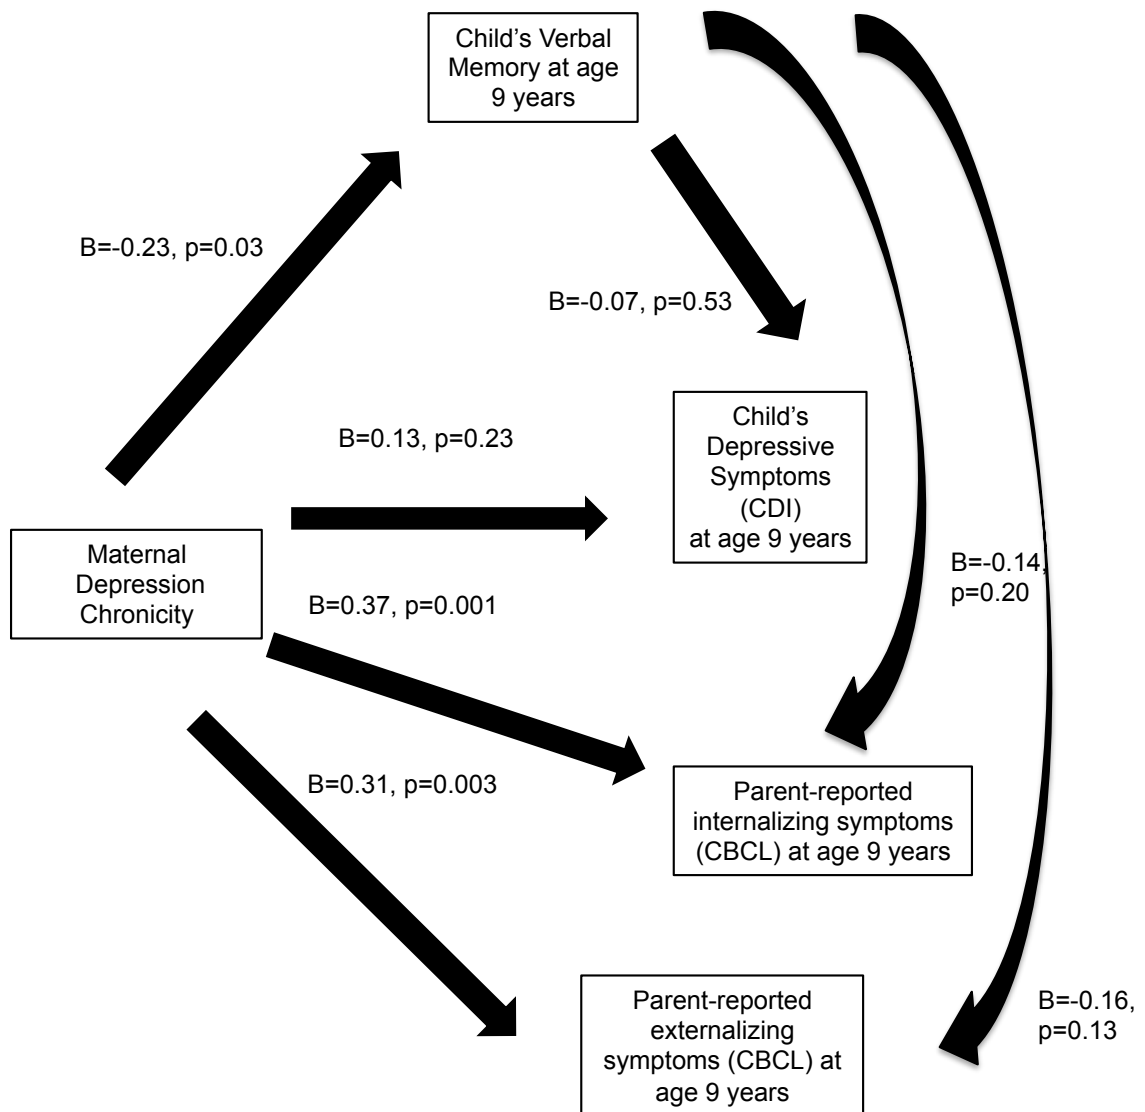 Child’s Verbal
Memory at age
9 years
B=-0.23, p=0.03
B=-0.07, p=0.53
Child’s
Depressive
Symptoms
(CDI)
at age 9 years
B=0.13, p=0.23
Maternal
Depression
Chronicity
B=0.37, p=0.001
B=-0.14,
p=0.20
B=0.31, p=0.003
Parent-reported
internalizing symptoms
(CBCL) at age 9 years
Parent-reported
externalizing
symptoms (CBCL) at
age 9 years
B=-0.16,
p=0.13